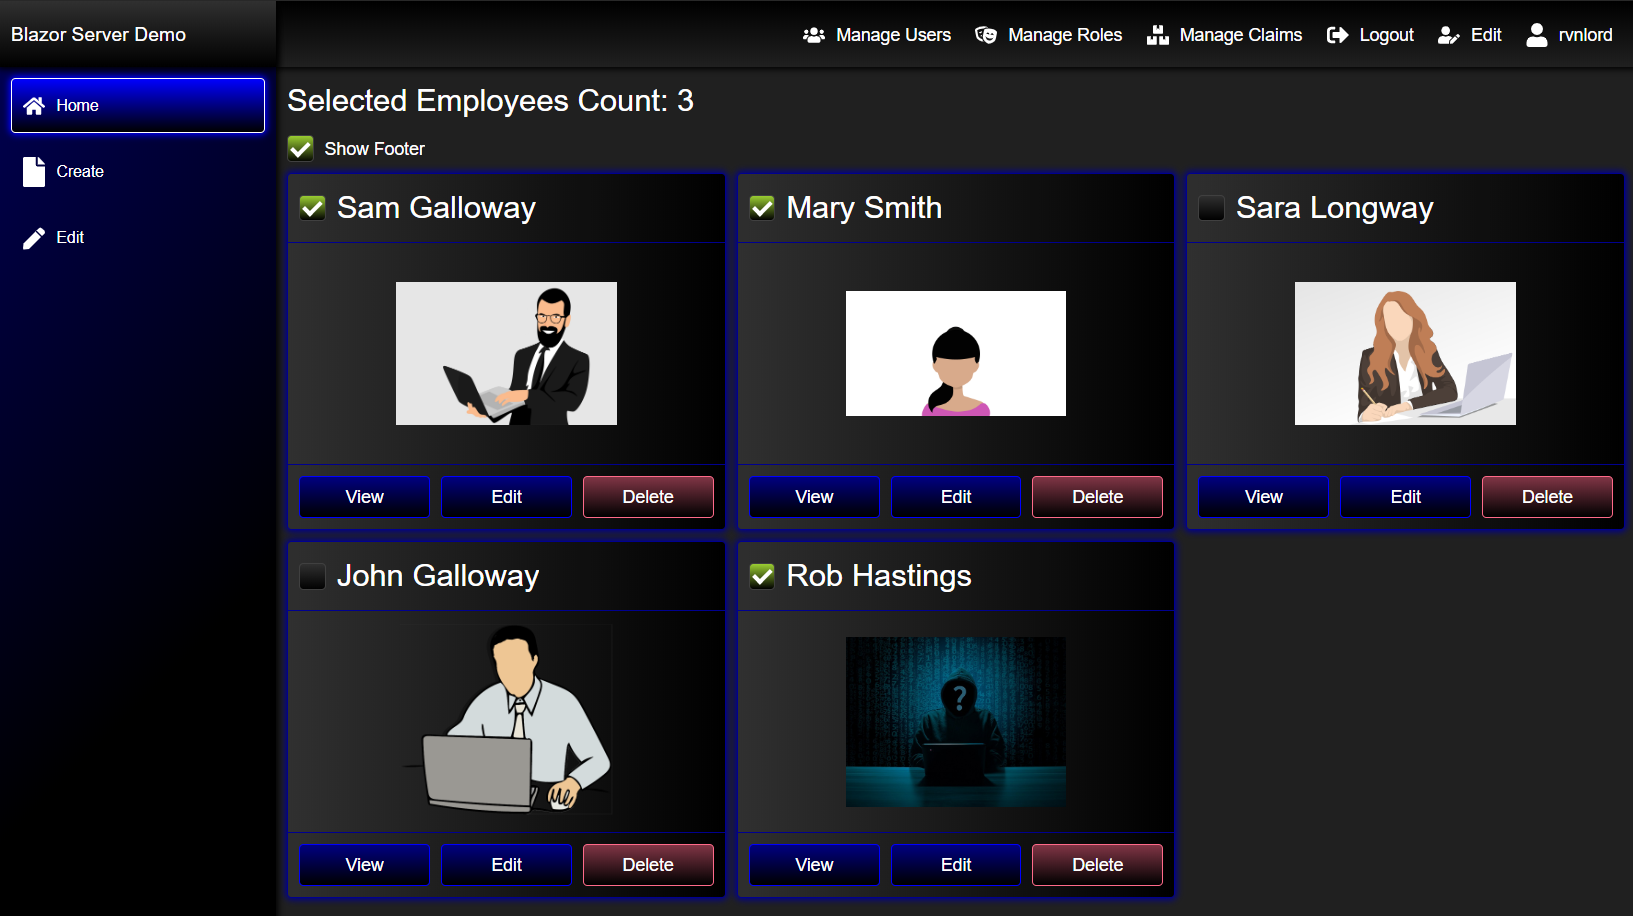 Blazor Server Demo
Manage Users
Manage Roles
Manage Claims
Logout
Edit
rvnlord
Home
Create
Edit
Selected Employees Count: 3
Show Footer
Sam Galloway
Mary Smith
Sara Longway
View
Edit
Delete
View
Edit
Delete
View
Edit
Delete
John Galloway
Rob Hastings
?
View
Edit
Delete
View
Edit
Delete